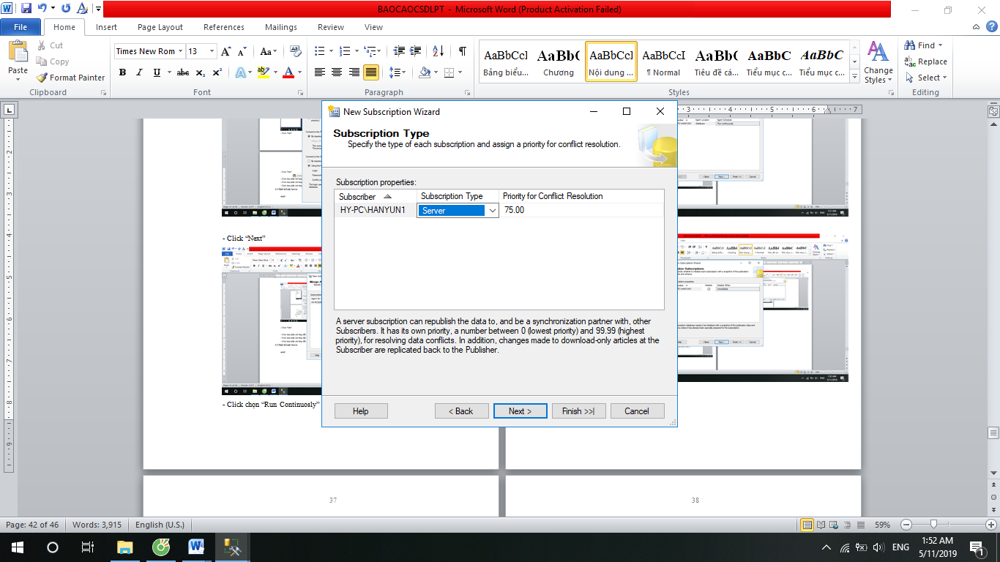 BAOCAOCSDLPT - Microsoft Word (Product Activation Failed)
File Home Insert Page Layout References Mailings Review View
Paste
Cut
Copy
Format Painter
Times New Rom 13
AaBbCcI AaBbC AaBbCcI AaBbCcI AaBbC AaBbC AaBbC
Bảng biểu... Chương Nội dung ... ¶ Normal Tiêu đề cá... Tiểu mục c... Tiểu mục c...
Change Styles
Find
Replace
Select
Clipboard Font Paragraph Styles Editing
New Subscription Wizard
Subscription Type
Specify the type of each subscription and assign a priority for conflict resolution.
Subscription properties:
Subscriber Subscription Type Priority for Conflict Resolution
HY-PC\HANYUN1 Server 75.00
A server subscription can republish the data to, and be a synchronization partner with, other
Subscribers. It has its own priority, a number between 0 (lowest priority) and 99.99 (highest
priority), for resolving data conflicts. In addition, changes made to download-only articles at the
Subscriber are replicated back to the Publisher.
Help < Back Next > Finish >>| Cancel
- Click “Next”
- Click chọn “Run Continuosly”
37 38
Page: 42 of 46 Words: 3,915 English (U.S.) 59%
ENG
1:52 AM
5/11/2019
1